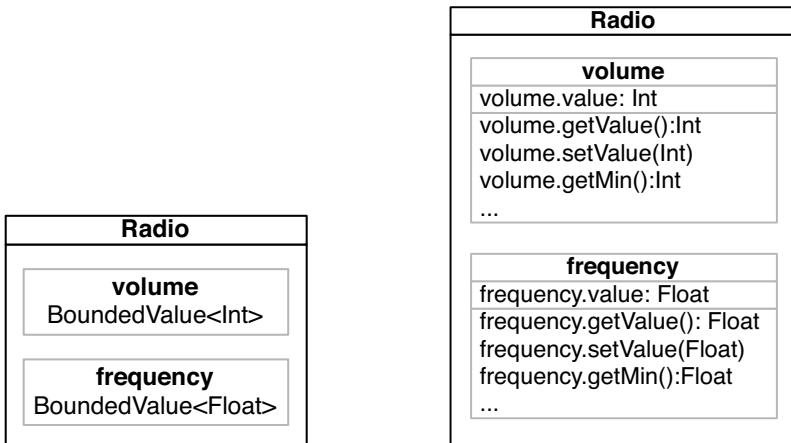 Radio
volume
BoundedValue<Int>
frequency
BoundedValue<Float>
Radio
volume
volume.value: Int
volume.getValue():Int
volume.setValue(Int)
volume.getMin():Int
...
frequency
frequency.value: Float
frequency.getValue(): Float
frequency.setValue(Float)
frequency.getMin():Float
...